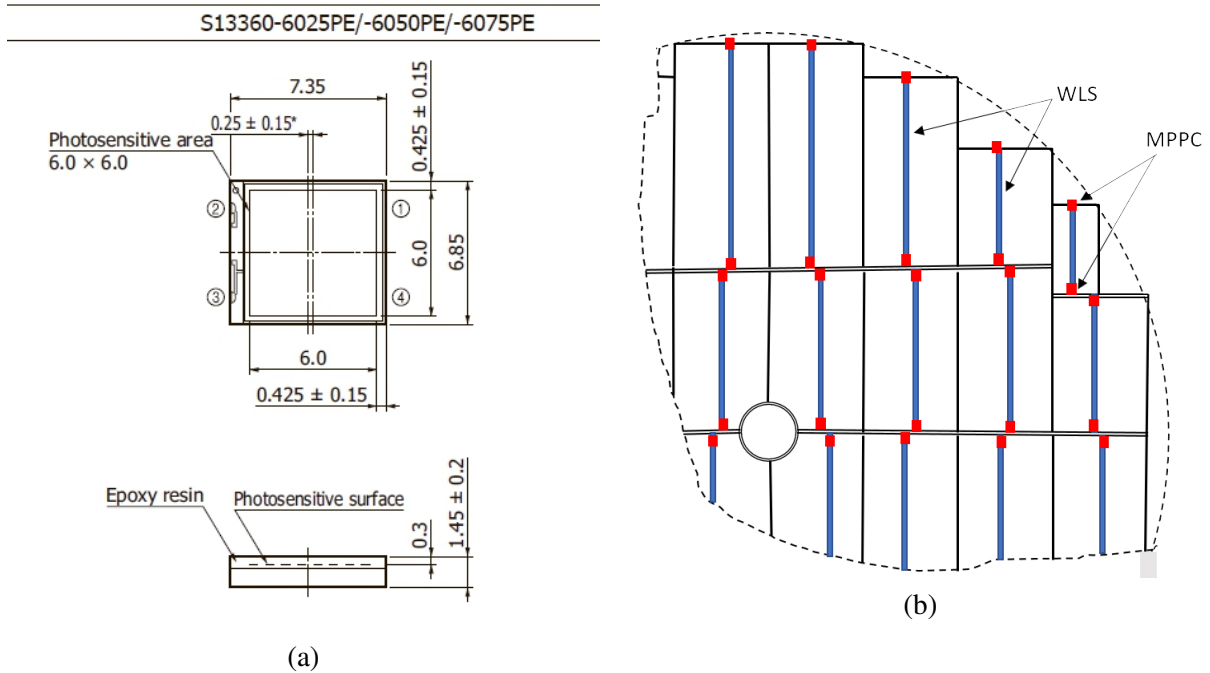 S13360-6025PE/-6050PE/-6075PE
7.35
0.425 ± 0.15
0.25 ± 0.15*
Photosensitive area
6.0 × 6.0
②
①
6.0
6.85
③
④
6.0
0.425 ± 0.15
Epoxy resin
Photosensitive surface
0.3
1.45 ± 0.2
(a)
WLS
MPPC
(b)